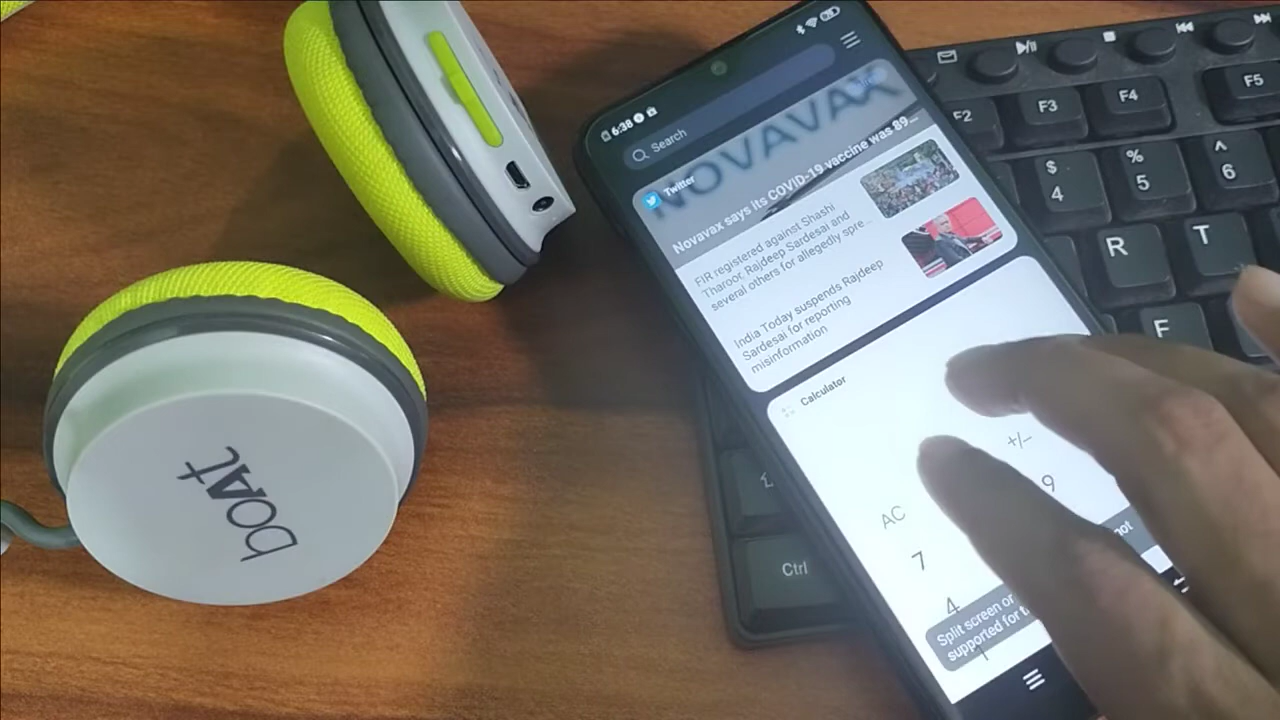 6:38
Search
NOVAVAX
Twitter
Novavax says its COVID-19 vaccine was 89...
FIR registered against Shashi
Tharoor, Rajdeep Sardesai and
several others for allegedly spre...
India Today suspends Rajdeep
Sardesai for reporting
misinformation
Calculator
+/-
9
AC
7
4
1
Split screen or
supported for t
not
boAt
F2
F3
F4
F5
$
4
%
5
^
6
R
T
F
Ctrl